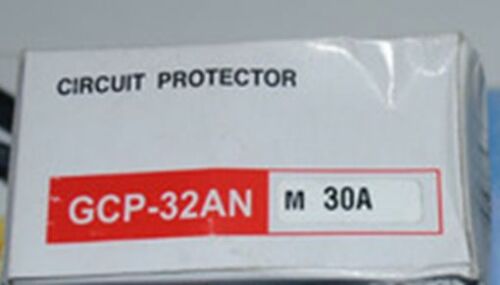 CIRCUIT PROTECTOR
GCP-32AN M 30A